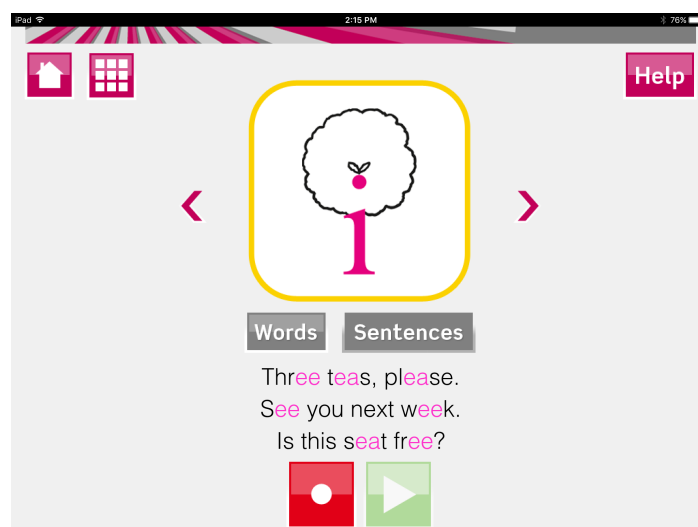 iPad 2:15 PM 76%
Help
i
Words Sentences
Three teas, please.
See you next week.
Is this seat free?